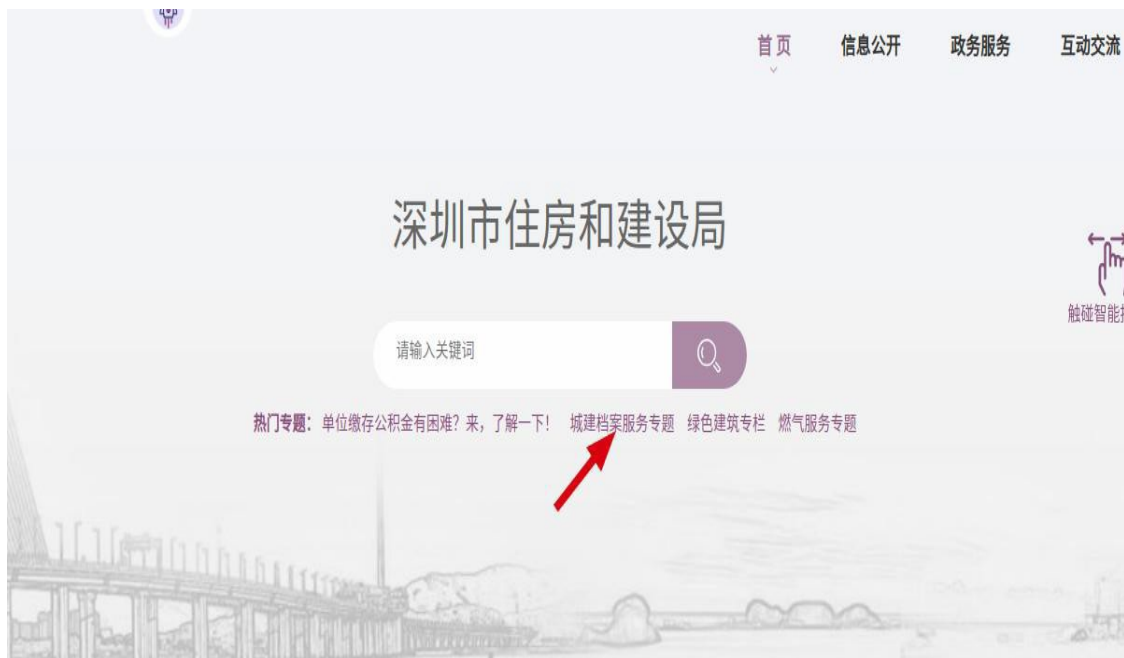 首页 信息公开 政务服务 互动交流
深圳市住房和建设局
触碰智能
请输入关键词
热门专题：单位缴存公积金有困难？来，了解一下！ 城建档案服务专题 绿色建筑专栏 燃气服务专题